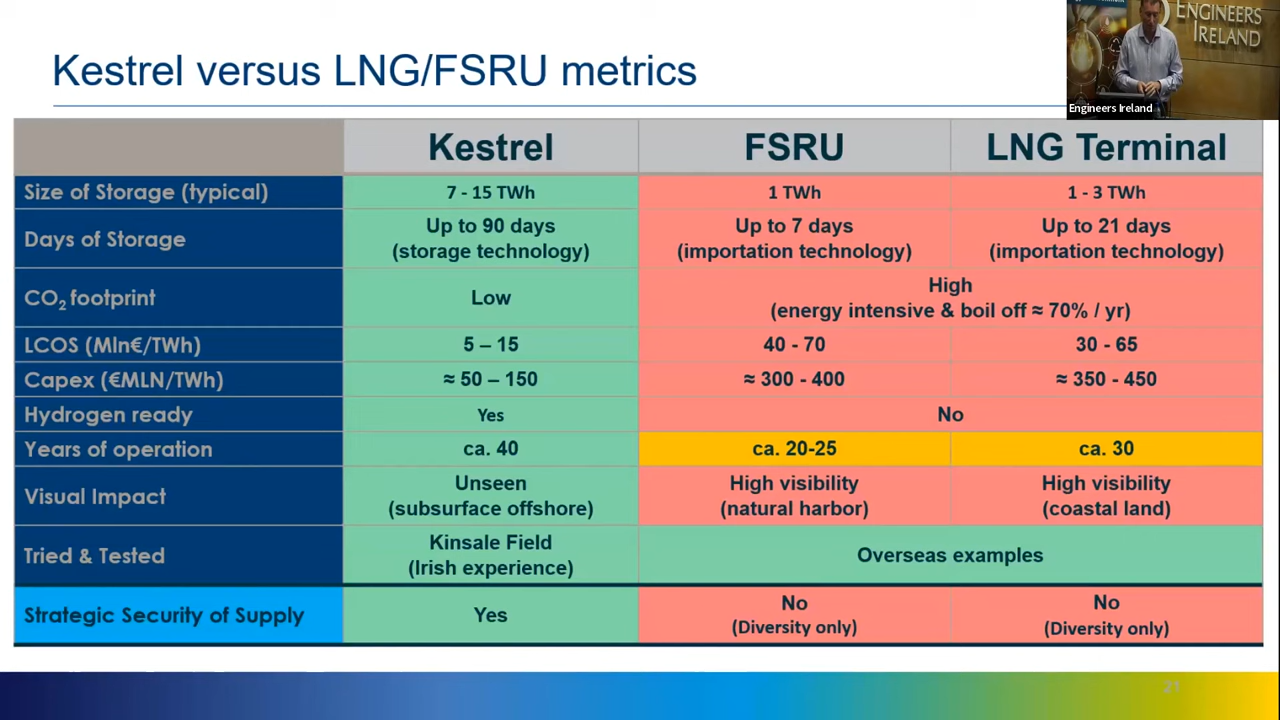 Kestrel versus LNG/FSRU metrics
ENGINEERS
IRELAND
Engineers Ireland
Kestrel FSRU LNG Terminal
Size of Storage (typical) 7 - 15 TWh 1 TWh 1 - 3 TWh
Days of Storage
Up to 90 days
(storage technology)
Up to 7 days
(importation technology)
Up to 21 days
(importation technology)
CO2 footprint
Low
High
(energy intensive & boil off ≈ 70% / yr)
LCOS (Mln€/TWh) 5 – 15 40 - 70 30 - 65
Capex (€MLN/TWh) ≈ 50 – 150 ≈ 300 - 400 ≈ 350 - 450
Hydrogen ready Yes No
Years of operation ca. 40 ca. 20-25 ca. 30
Visual Impact
Unseen
(subsurface offshore)
High visibility
(natural harbor)
High visibility
(coastal land)
Tried & Tested
Kinsale Field
(Irish experience)
Overseas examples
Strategic Security of Supply
Yes
No
(Diversity only)
No
(Diversity only)
21